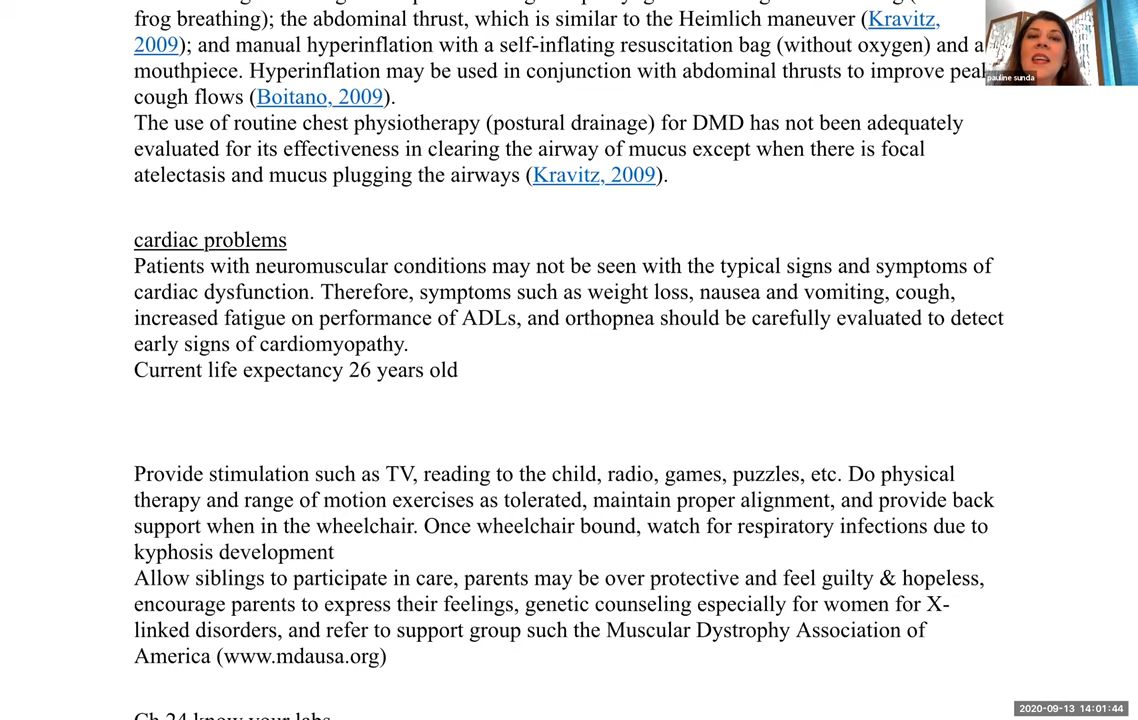 frog breathing); the abdominal thrust, which is similar to the Heimlich maneuver (Kravitz,
2009); and manual hyperinflation with a self-inflating resuscitation bag (without oxygen) and a
mouthpiece. Hyperinflation may be used in conjunction with abdominal thrusts to improve peak
cough flows (Boitano, 2009).
The use of routine chest physiotherapy (postural drainage) for DMD has not been adequately
evaluated for its effectiveness in clearing the airway of mucus except when there is focal
atelectasis and mucus plugging the airways (Kravitz, 2009).
cardiac problems
Patients with neuromuscular conditions may not be seen with the typical signs and symptoms of
cardiac dysfunction. Therefore, symptoms such as weight loss, nausea and vomiting, cough,
increased fatigue on performance of ADLs, and orthopnea should be carefully evaluated to detect
early signs of cardiomyopathy.
Current life expectancy 26 years old
Provide stimulation such as TV, reading to the child, radio, games, puzzles, etc. Do physical
therapy and range of motion exercises as tolerated, maintain proper alignment, and provide back
support when in the wheelchair. Once wheelchair bound, watch for respiratory infections due to
kyphosis development
Allow siblings to participate in care, parents may be over protective and feel guilty & hopeless,
encourage parents to express their feelings, genetic counseling especially for women for X-
linked disorders, and refer to support group such the Muscular Dystrophy Association of
America (www.mdausa.org)
Ch 24 know your labs
pauline sunda
2020-09-13 14:01:44